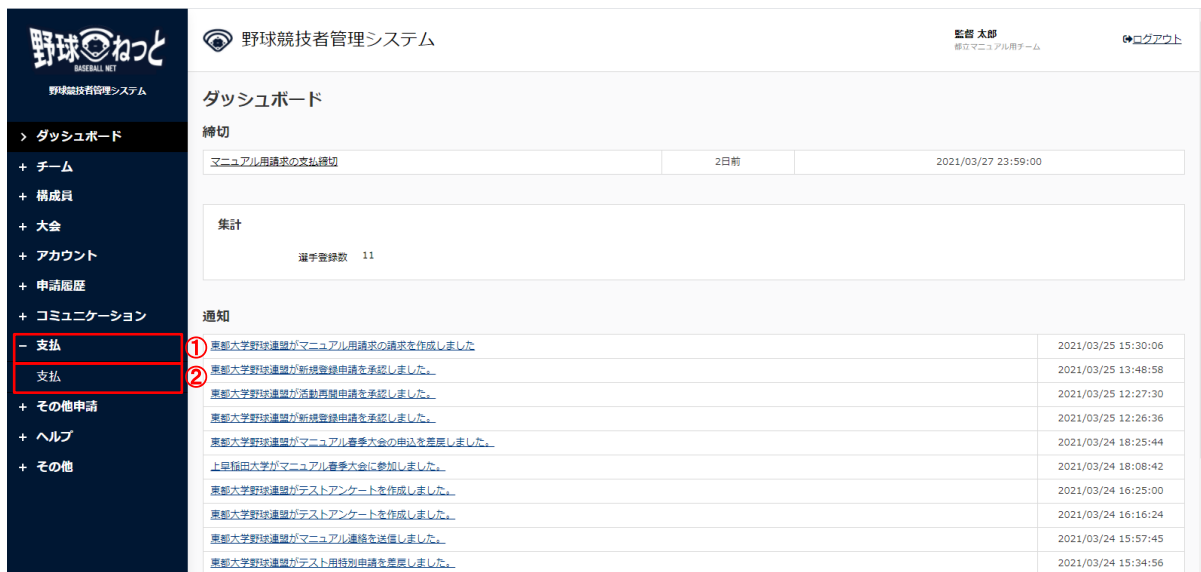 野球ねっと
BASEBALL NET
野球競技者管理システム
野球競技者管理システム
監督 太郎
都立マニュアル用チーム
ログアウト
> ダッシュボード
+ チーム
+ 構成員
+ 大会
+ アカウント
+ 申請履歴
+ コミュニケーション
− 支払
①
支払
②
+ その他申請
+ ヘルプ
+ その他
ダッシュボード
締切
マニュアル用請求の支払締切 2日前 2021/03/27 23:59:00
集計
選手登録数 11
通知
東都大学野球連盟がマニュアル用請求の請求を作成しました 2021/03/25 15:30:06
東都大学野球連盟が新規登録申請を承認しました。 2021/03/25 13:48:58
東都大学野球連盟が活動再開申請を承認しました。 2021/03/25 12:27:30
東都大学野球連盟が新規登録申請を承認しました。 2021/03/25 12:26:36
東都大学野球連盟がマニュアル春季大会の申込を差戻しました。 2021/03/24 18:25:44
上早稲田大学がマニュアル春季大会に参加しました。 2021/03/24 18:08:42
東都大学野球連盟がテストアンケートを作成しました。 2021/03/24 16:25:00
東都大学野球連盟がテストアンケートを作成しました。 2021/03/24 16:16:24
東都大学野球連盟がマニュアル連絡を送信しました。 2021/03/24 15:57:45
東都大学野球連盟がテスト用特別申請を差戻しました。 2021/03/24 15:34:56